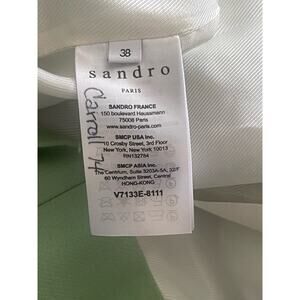 38
sandro
PARIS
SANDRO FRANCE
150 boulevard Haussmann
75008 Paris
www.sandro-paris.com
SMCP USA Inc.
10 Crosby Street, 3rd Floor
New York, New York 10013
RN132784
SMCP ASIA Inc.
The Centrium, Suite 3203A-5A, 32/F
60 Wyndham Street, Central
HONG-KONG
V7133E-8111
Carroll 74